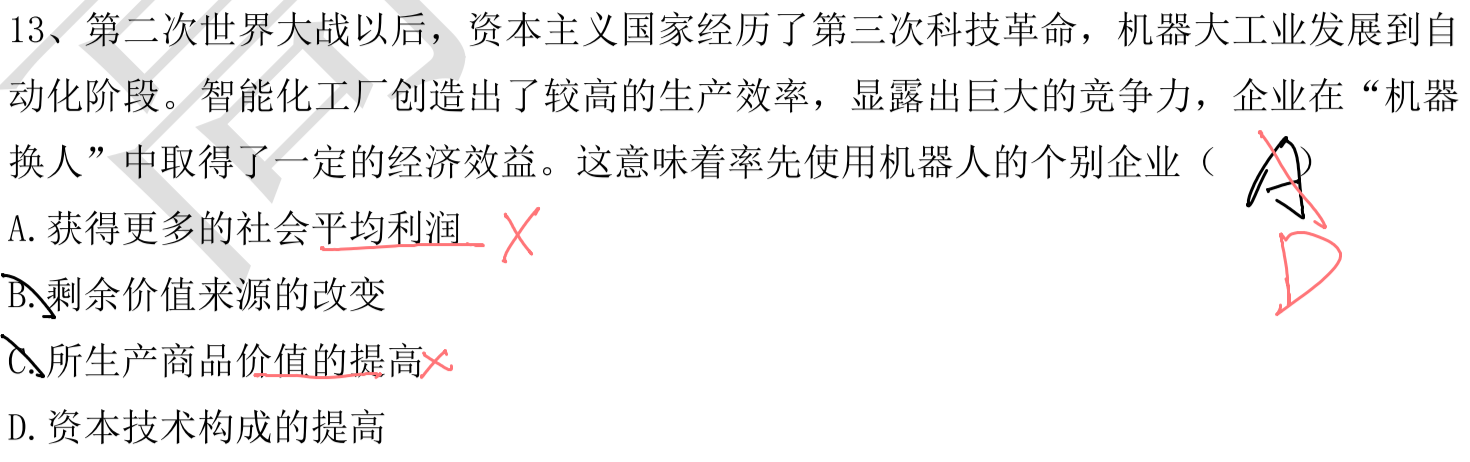 13、第二次世界大战以后，资本主义国家经历了第三次科技革命，机器大工业发展到自
动化阶段。智能化工厂创造出了较高的生产效率，显露出巨大的竞争力，企业在“机器
换人”中取得了一定的经济效益。这意味着率先使用机器人的个别企业（ A ）
D
A.获得更多的社会平均利润 ×
B.剩余价值来源的改变
C.所生产商品价值的提高×
D.资本技术构成的提高